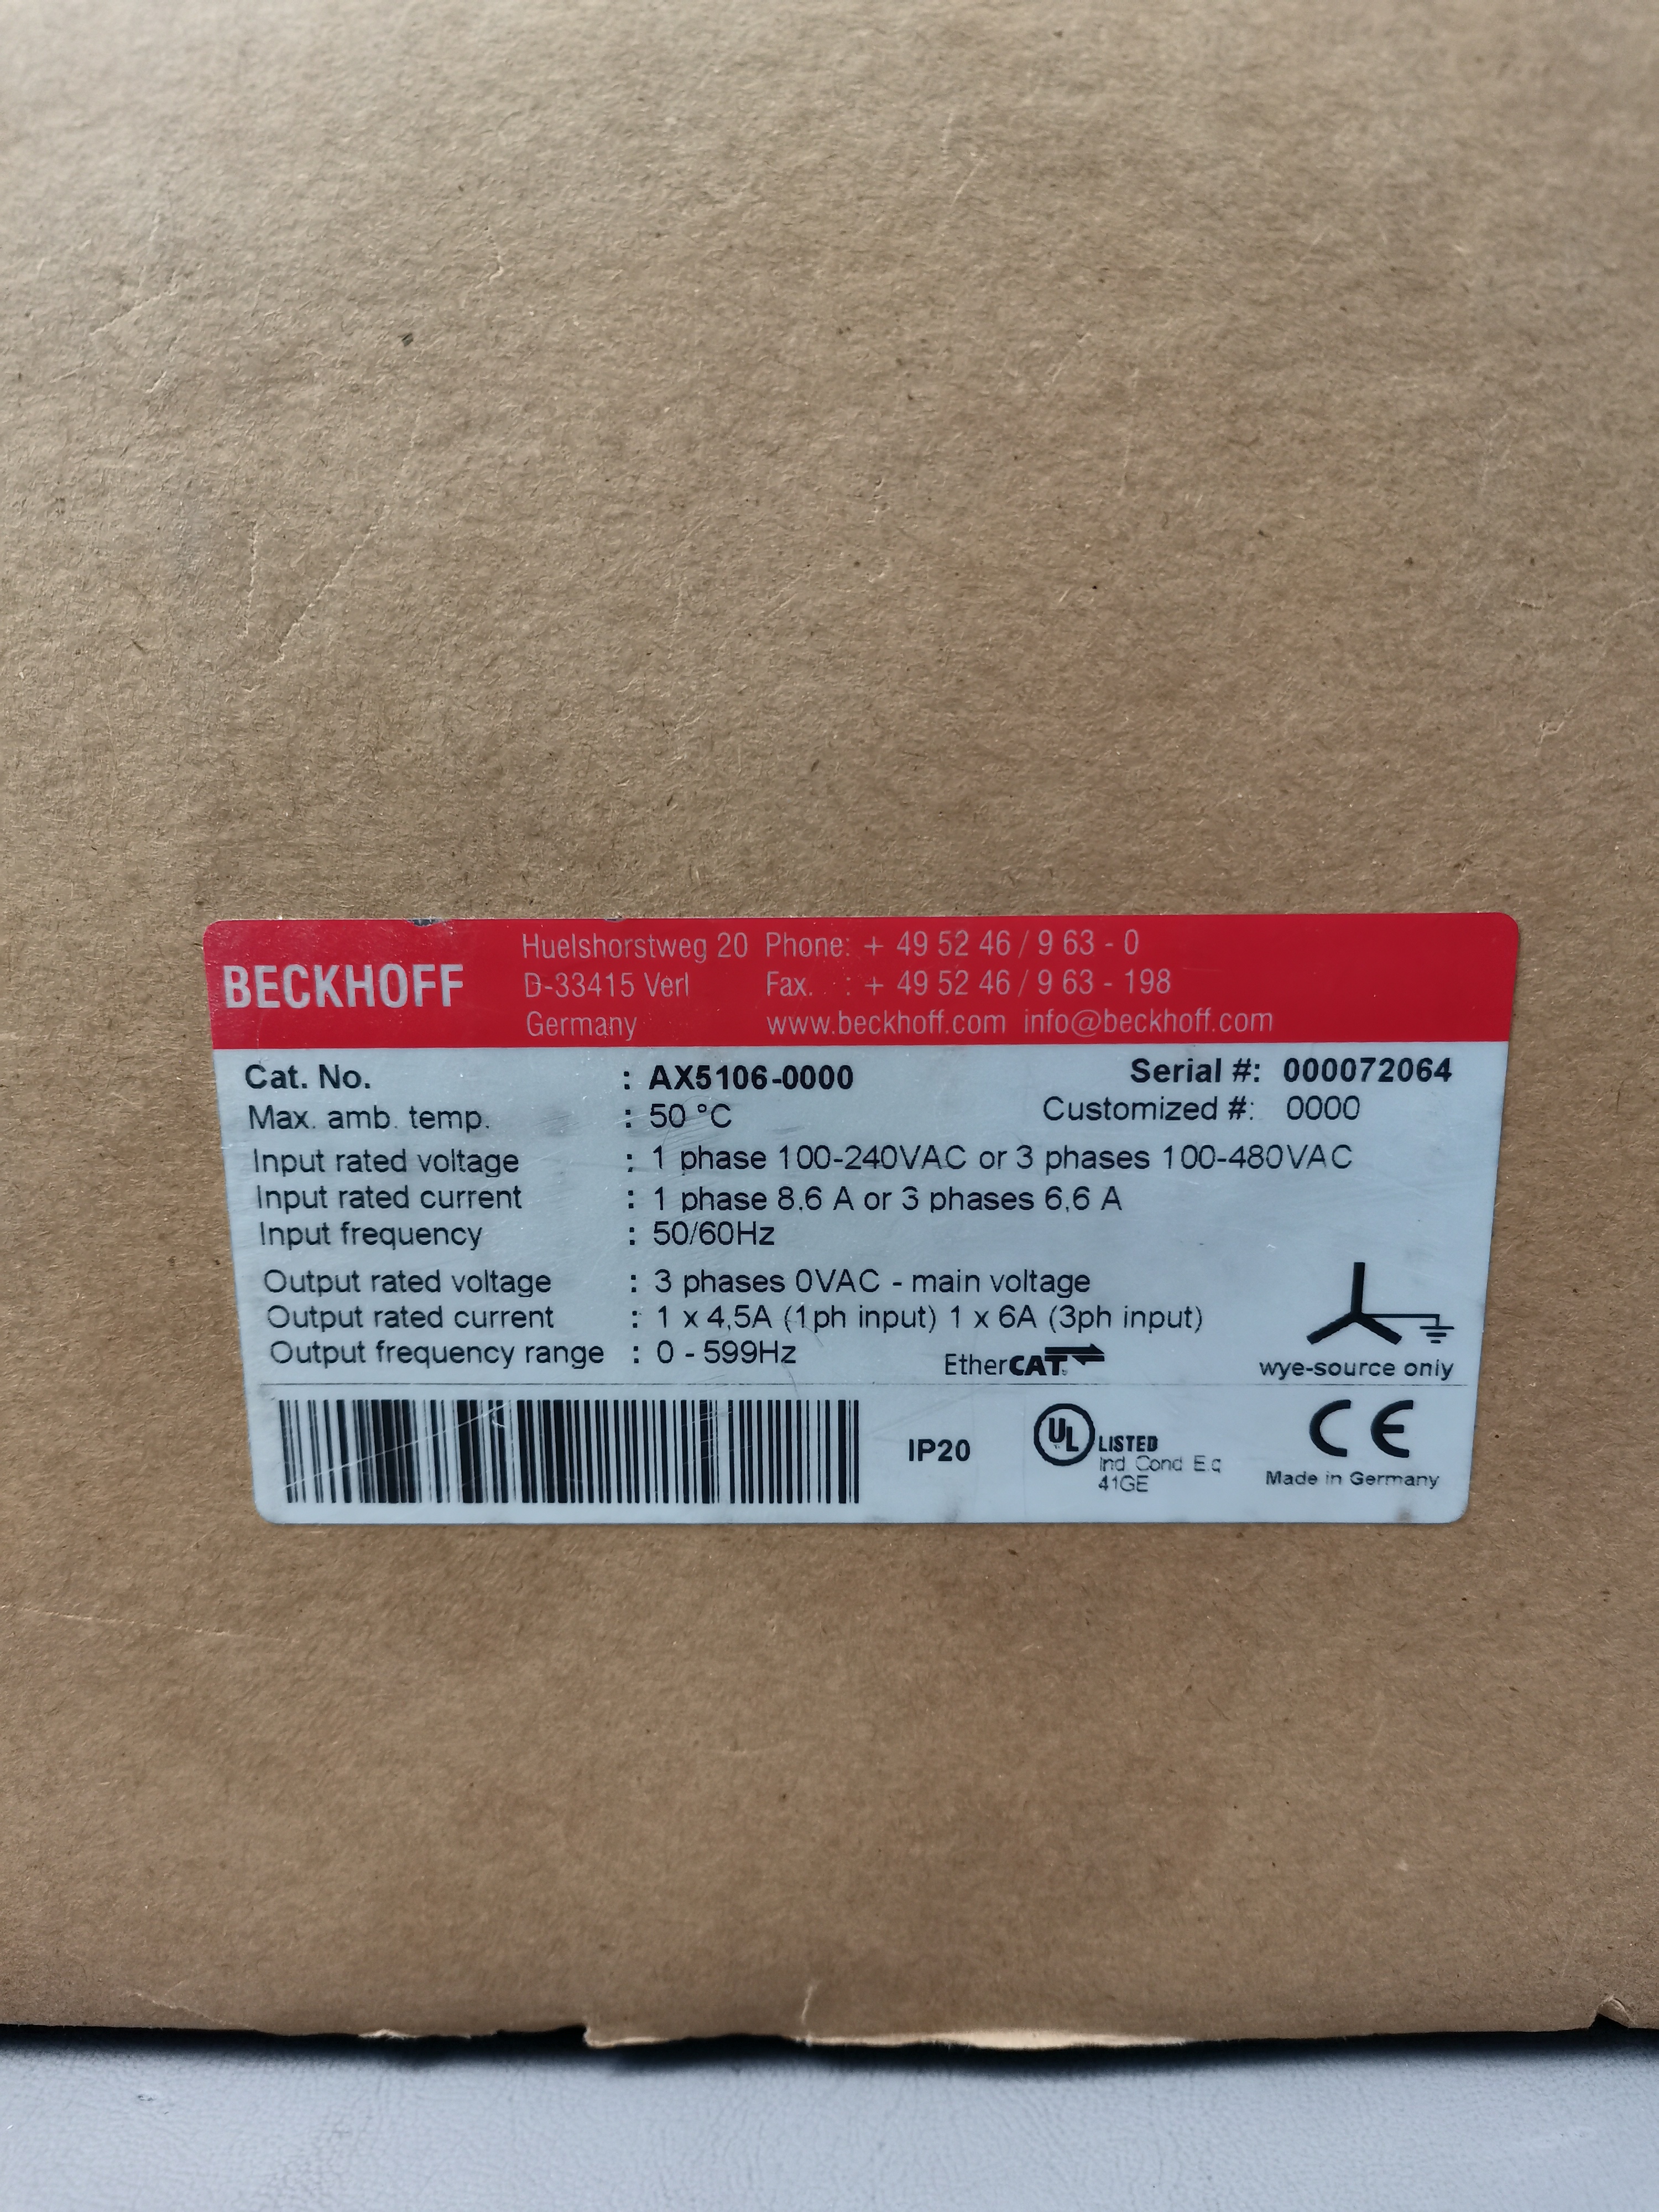 BECKHOFF
Huelshorstweg 20 Phone: + 49 52 46 / 9 63 - 0
D-33415 Verl Fax. : + 49 52 46 / 9 63 - 198
Germany www.beckhoff.com info@beckhoff.com
Cat. No. : AX5106-0000 Serial #: 000072064
Max. amb. temp. : 50 °C Customized #: 0000
Input rated voltage : 1 phase 100-240VAC or 3 phases 100-480VAC
Input rated current : 1 phase 8,6 A or 3 phases 6,6 A
Input frequency : 50/60Hz
Output rated voltage : 3 phases 0VAC - main voltage
Output rated current : 1 x 4,5A (1ph input) 1 x 6A (3ph input)
Output frequency range : 0 - 599Hz
EtherCAT
wye-source only
IP20
UL LISTED
Ind Cond Eq
41GE
CE
Made in Germany